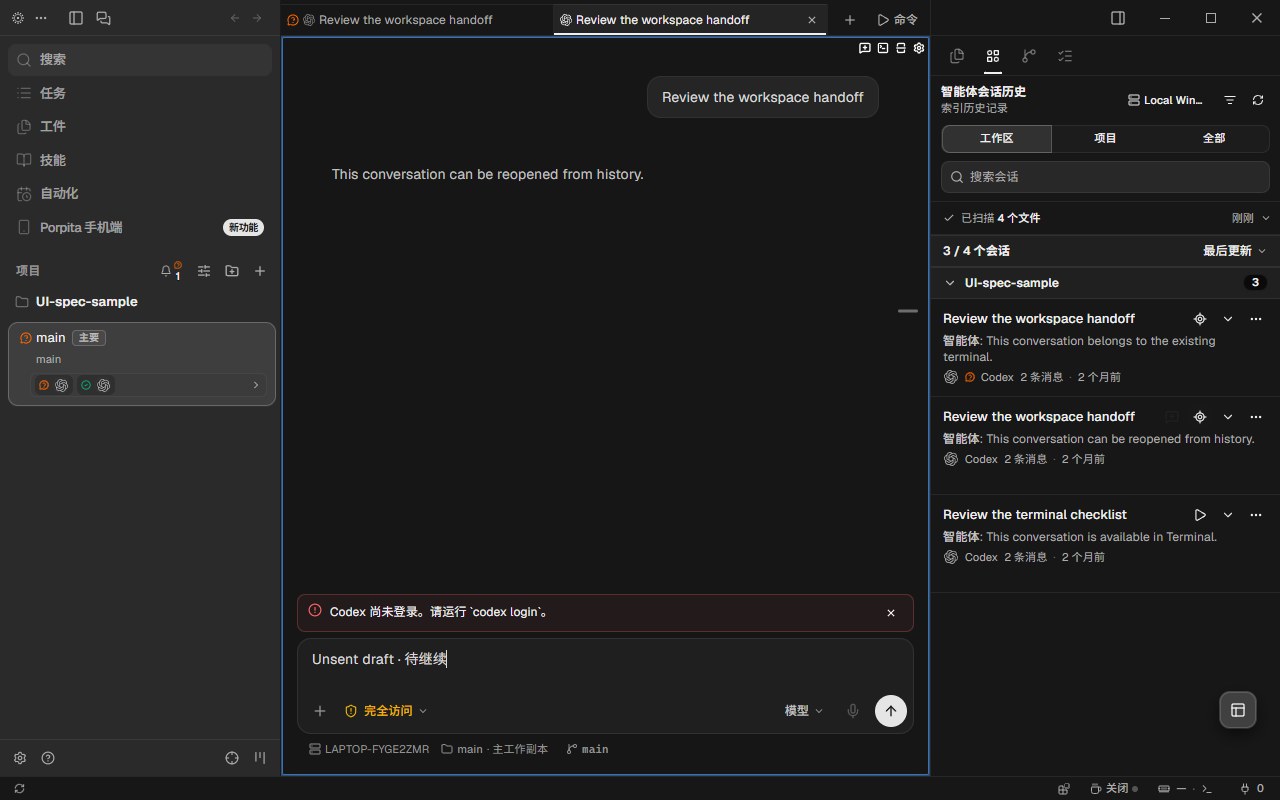 Review the workspace handoff
Review the workspace handoff
命令
搜索
任务
工件
技能
自动化
Porpita 手机端
新功能
项目
1
UI-spec-sample
main 主要
main
Review the workspace handoff
This conversation can be reopened from history.
Codex 尚未登录。请运行 `codex login`。
Unsent draft · 待继续
完全访问
模型
LAPTOP-FYGE2ZMR
main · 主工作副本
main
智能体会话历史
索引历史记录
Local Win...
工作区
项目
全部
搜索会话
已扫描 4 个文件
刚刚
3 / 4 个会话
最后更新
UI-spec-sample
3
Review the workspace handoff
智能体: This conversation belongs to the existing
terminal.
Codex 2 条消息 · 2 个月前
Review the workspace handoff
智能体: This conversation can be reopened from history.
Codex 2 条消息 · 2 个月前
Review the terminal checklist
智能体: This conversation is available in Terminal.
Codex 2 条消息 · 2 个月前
关闭
— ·
0